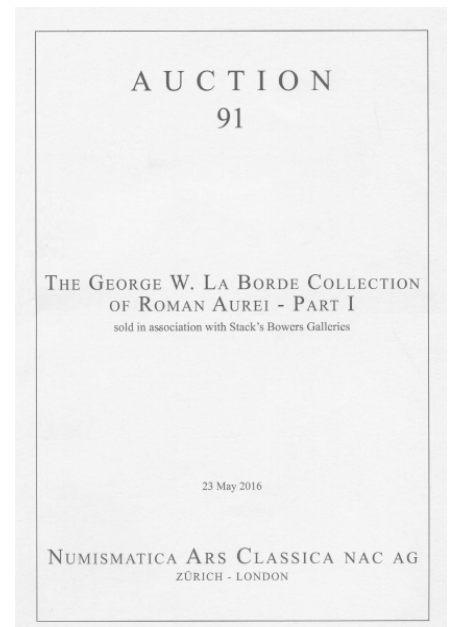 AUCTION
91
THE GEORGE W. LA BORDE COLLECTION
OF ROMAN AUREI - PART I
sold in association with Stack's Bowers Galleries
23 May 2016
NUMISMATICA ARS CLASSICA NAC AG
ZÜRICH - LONDON